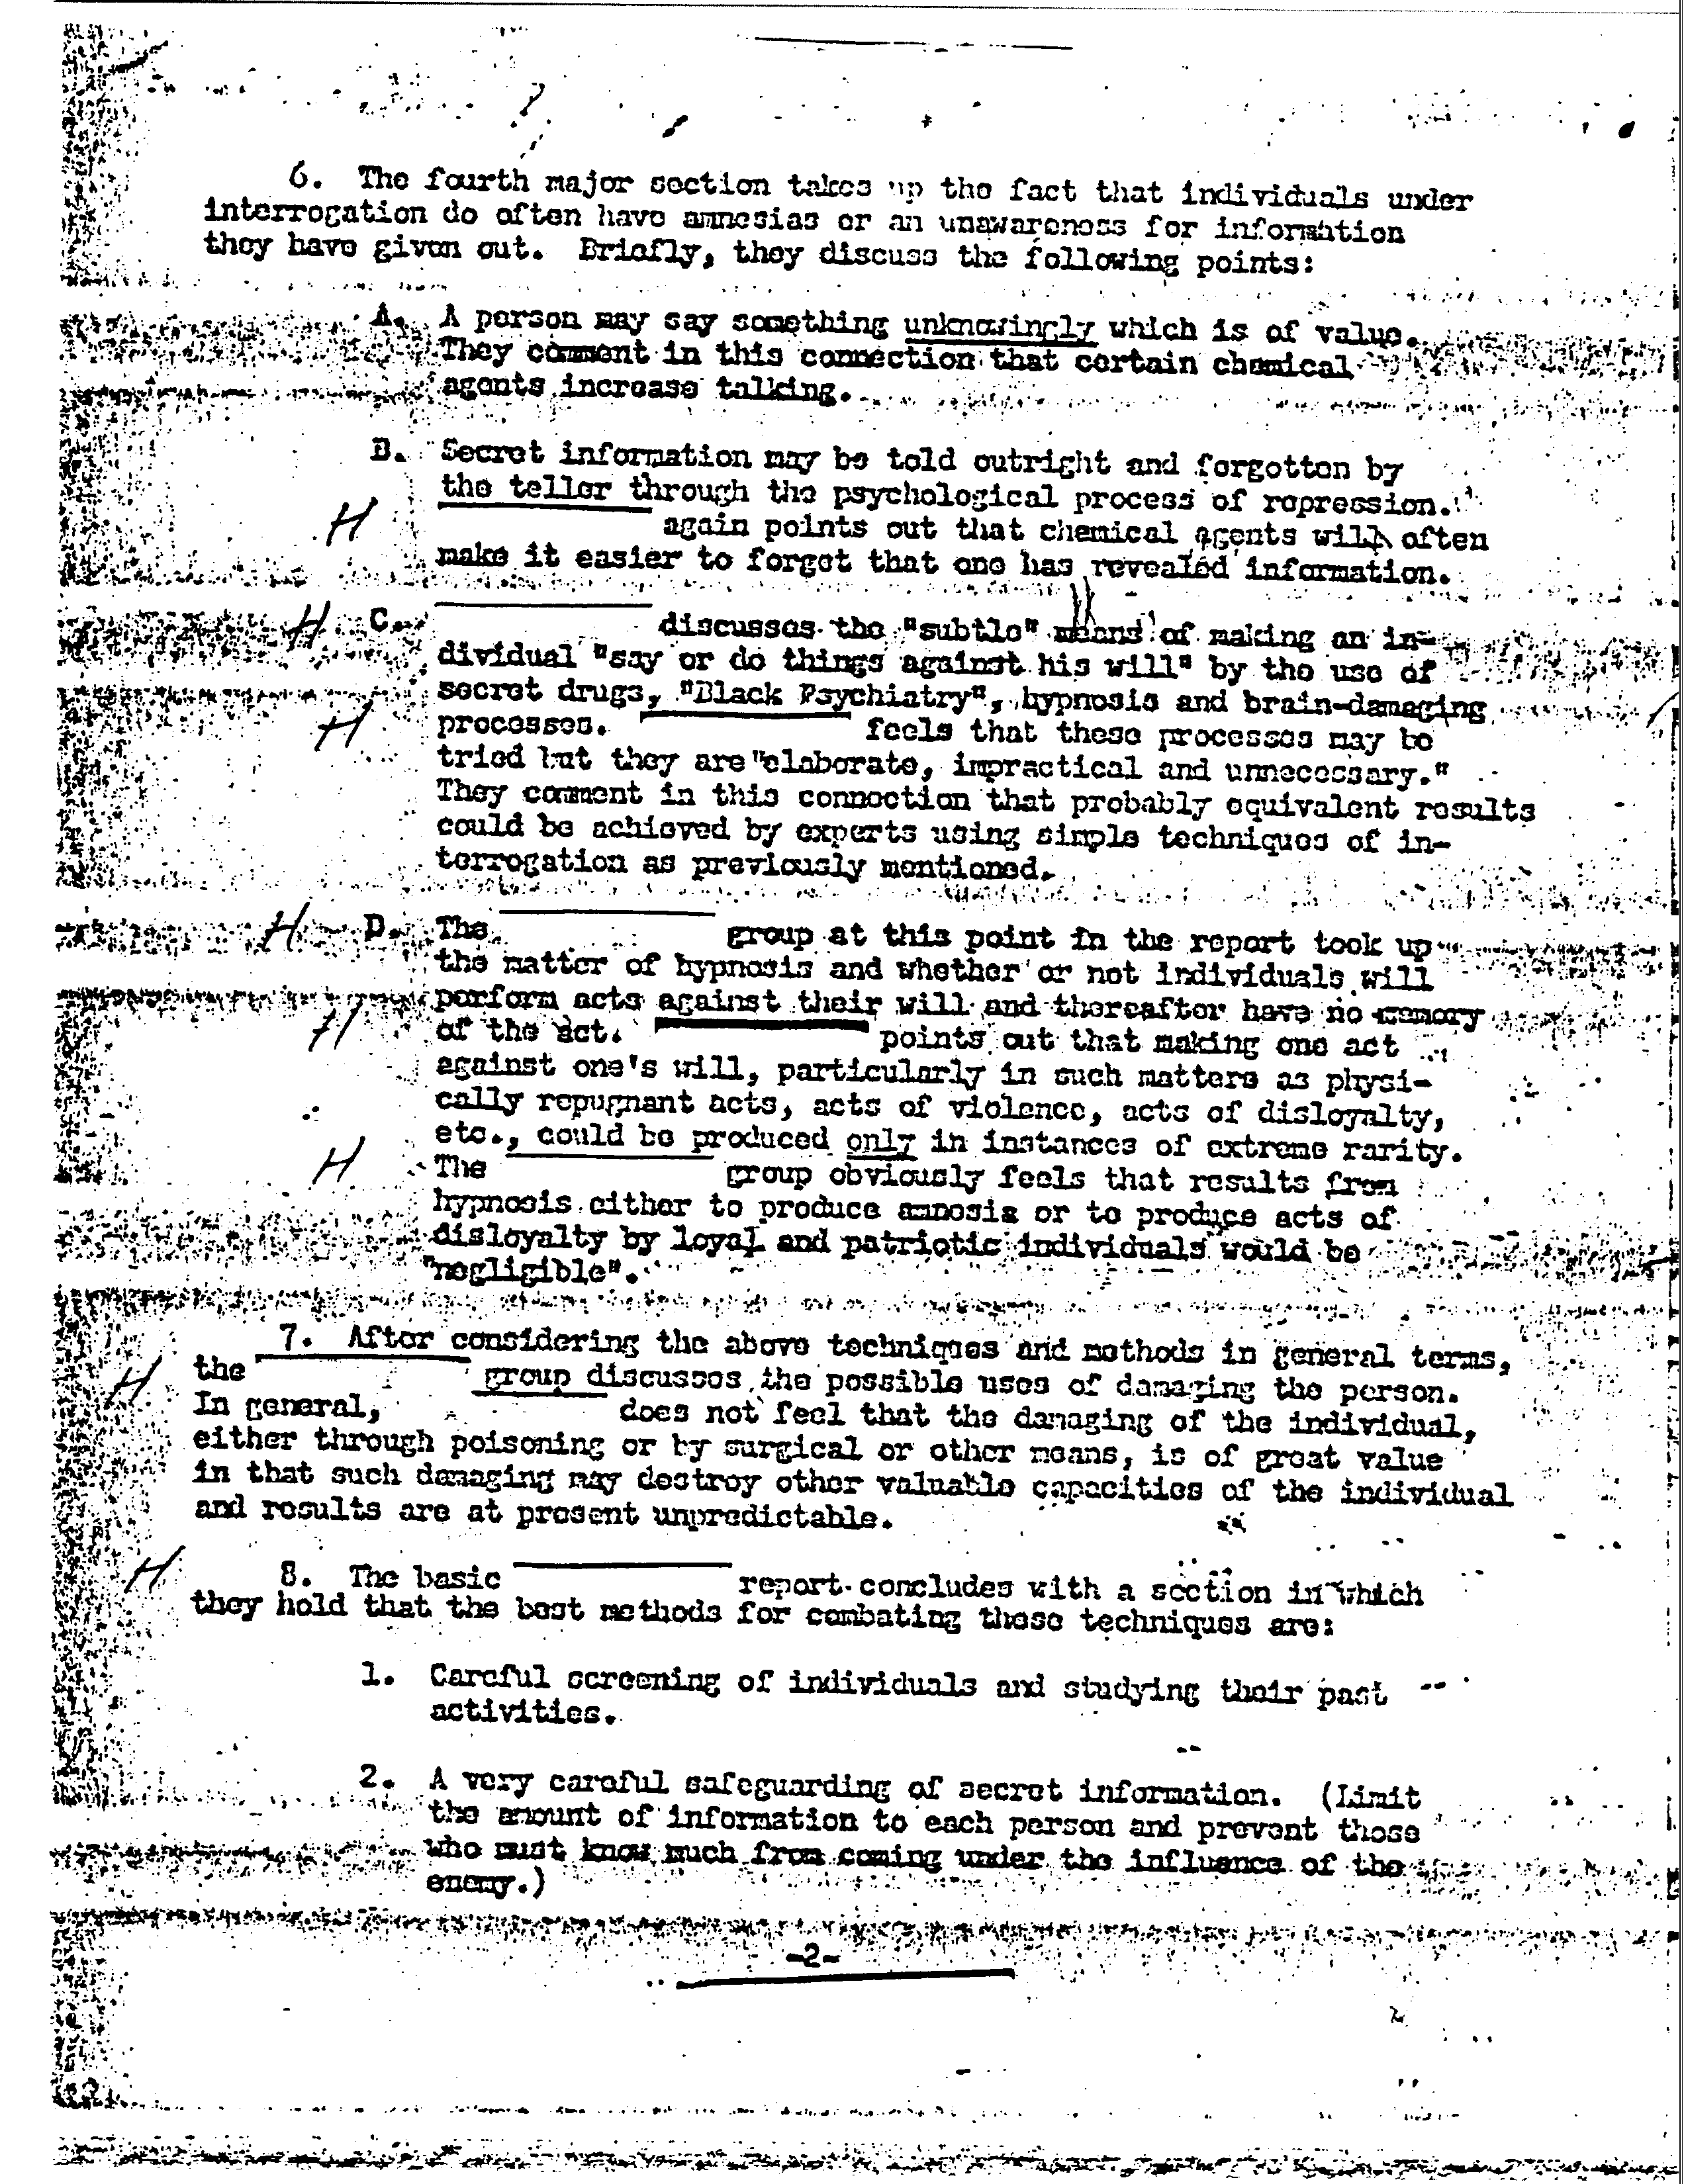 6. The fourth major section takes up the fact that individuals under
interrogation do often have amnesias or an unawareness for information
they have given out. Briefly, they discuss the following points:
A. A person may say something unknowingly which is of value.
They comment in this connection that certain chemical
agents increase talking.
B. Secret information may be told outright and forgotten by
the teller through the psychological process of repression.
H again points out that chemical agents will often
make it easier to forget that one has revealed information.
H C. discusses the "subtle" means of making an in-
dividual "say or do things against his will" by the use of
secret drugs, "Black Psychiatry", hypnosis and brain-damaging
H processes. feels that these processes may be
tried but they are "elaborate, impractical and unnecessary."
They comment in this connection that probably equivalent results
could be achieved by experts using simple techniques of in-
terrogation as previously mentioned.
H D. The group at this point in the report took up
the matter of hypnosis and whether or not individuals will
perform acts against their will and thereafter have no memory
H of the act. points out that making one act
against one's will, particularly in such matters as physi-
cally repugnant acts, acts of violence, acts of disloyalty,
etc., could be produced only in instances of extreme rarity.
H The group obviously feels that results from
hypnosis either to produce amnesia or to produce acts of
disloyalty by loyal and patriotic individuals would be
"negligible".
7. After considering the above techniques and methods in general terms,
H the group discusses the possible uses of damaging the person.
In general, does not feel that the damaging of the individual,
either through poisoning or by surgical or other means, is of great value
in that such damaging may destroy other valuable capacities of the individual
and results are at present unpredictable.
H 8. The basic report concludes with a section in which
they hold that the best methods for combating these techniques are:
1. Careful screening of individuals and studying their past
activities.
2. A very careful safeguarding of secret information. (Limit
the amount of information to each person and prevent those
who must know much from coming under the influence of the
enemy.)
-2-